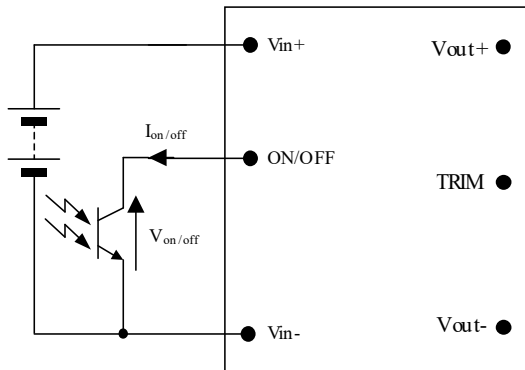 Vin+
Vout+
Ion/off
ON/OFF
TRIM
Von/off
Vin-
Vout-